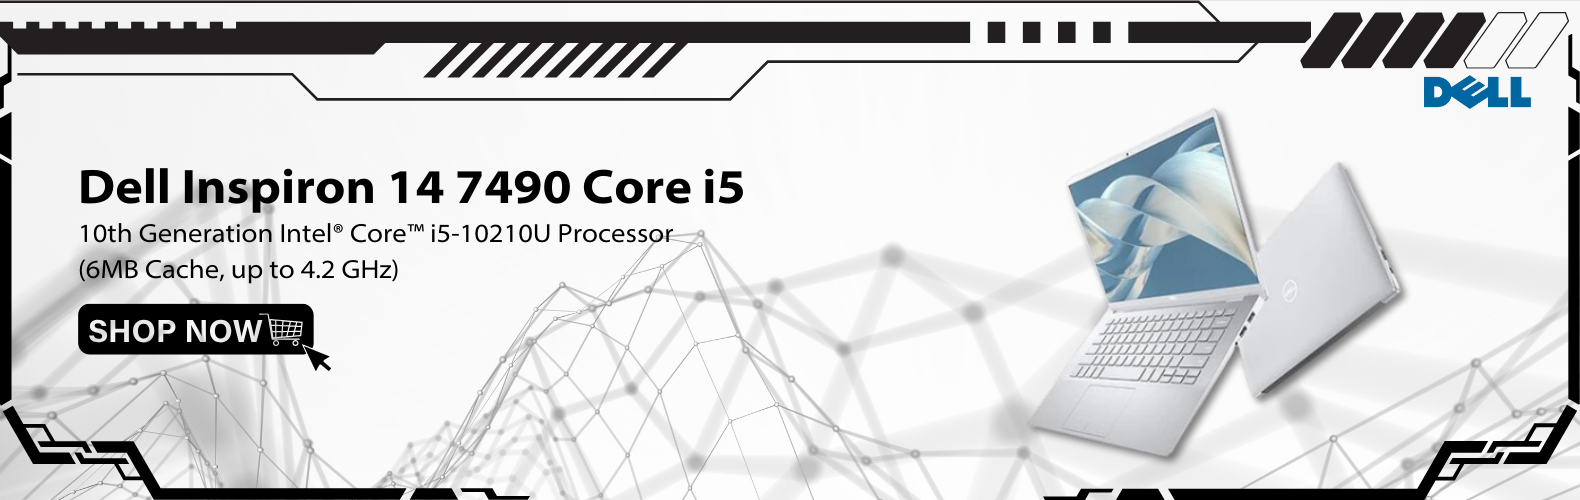 DELL
Dell Inspiron 14 7490 Core i5
10th Generation Intel® Core™ i5-10210U Processor
(6MB Cache, up to 4.2 GHz)
SHOP NOW